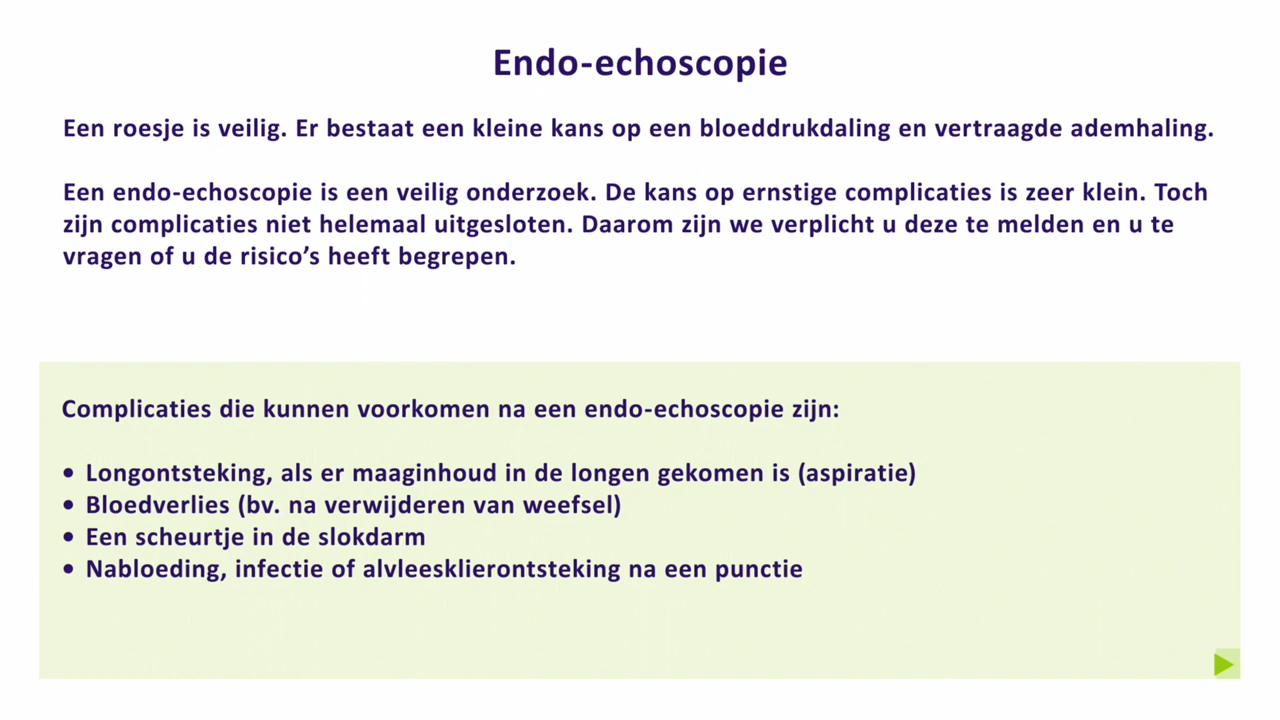 Endo-echoscopie
Een roesje is veilig. Er bestaat een kleine kans op een bloeddrukdaling en vertraagde ademhaling.
Een endo-echoscopie is een veilig onderzoek. De kans op ernstige complicaties is zeer klein. Toch
zijn complicaties niet helemaal uitgesloten. Daarom zijn we verplicht u deze te melden en u te
vragen of u de risico’s heeft begrepen.
Complicaties die kunnen voorkomen na een endo-echoscopie zijn:
• Longontsteking, als er maaginhoud in de longen gekomen is (aspiratie)
• Bloedverlies (bv. na verwijderen van weefsel)
• Een scheurtje in de slokdarm
• Nabloeding, infectie of alvleesklierontsteking na een punctie